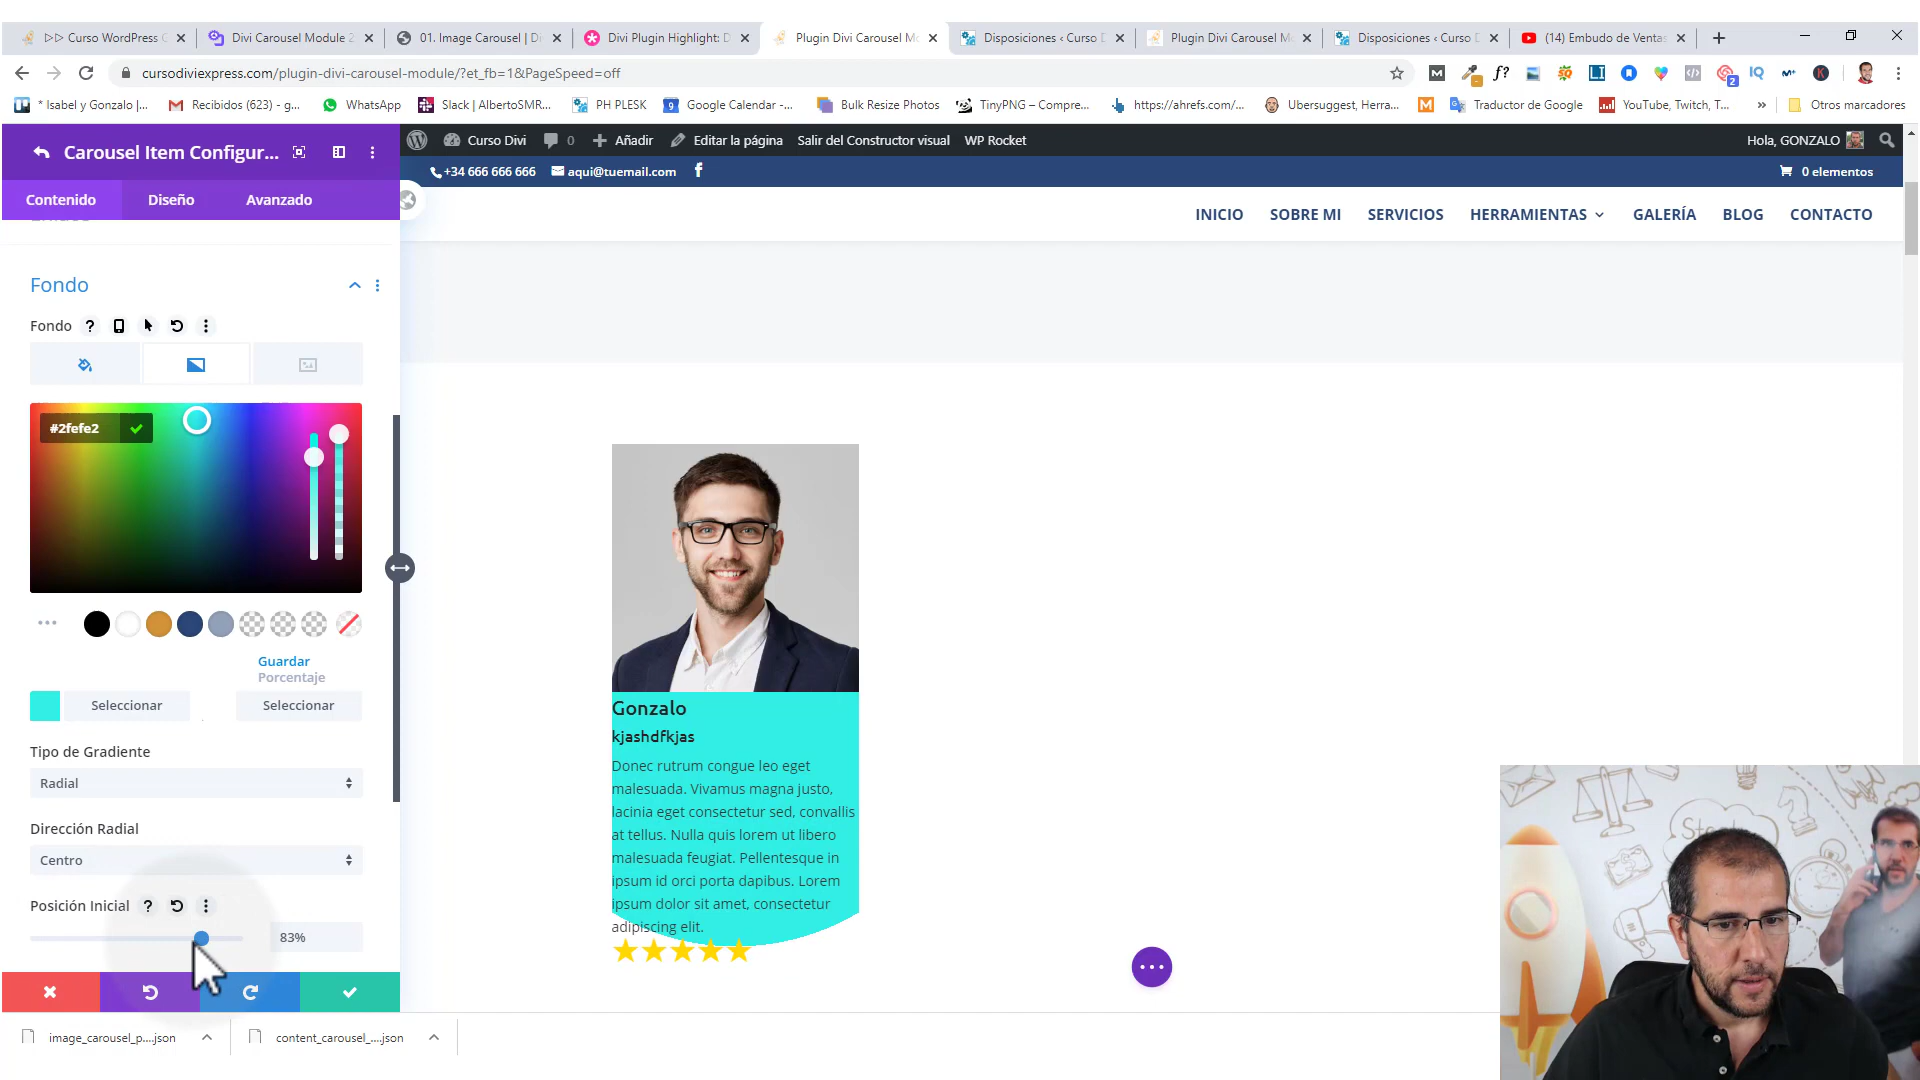 ▷▷ Curso WordPress G
Divi Carousel Module 2
01. Image Carousel | Di
Divi Plugin Highlight: D
Plugin Divi Carousel Mo
Disposiciones ‹ Curso D
Plugin Divi Carousel Mo
Disposiciones ‹ Curso D
(14) Embudo de Ventas
cursodiviexpress.com/plugin-divi-carousel-module/?et_fb=1&PageSpeed=off
* Isabel y Gonzalo |...
Recibidos (623) - g...
WhatsApp
Slack | AlbertoSMR...
PH PLESK
Google Calendar -...
Bulk Resize Photos
TinyPNG – Compre...
https://ahrefs.com/...
Ubersuggest, Herra...
Traductor de Google
YouTube, Twitch, T...
»
Otros marcadores
Carousel Item Configur...
Contenido
Diseño
Avanzado
Curso Divi
0
Añadir
Editar la página
Salir del Constructor visual
WP Rocket
Hola, GONZALO
+34 666 666 666
aqui@tuemail.com
0 elementos
INICIO
SOBRE MI
SERVICIOS
HERRAMIENTAS
GALERÍA
BLOG
CONTACTO
Fondo
Fondo
#2fefe2
Guardar
Porcentaje
Seleccionar
Seleccionar
Tipo de Gradiente
Radial
Dirección Radial
Centro
Posición Inicial
83%
Gonzalo
kjashdfkjas
Donec rutrum congue leo eget
malesuada. Vivamus magna justo,
lacinia eget consectetur sed, convallis
at tellus. Nulla quis lorem ut libero
malesuada feugiat. Pellentesque in
ipsum id orci porta dapibus. Lorem
ipsum dolor sit amet, consectetur
adipiscing elit.
image_carousel_p....json
content_carousel_....json